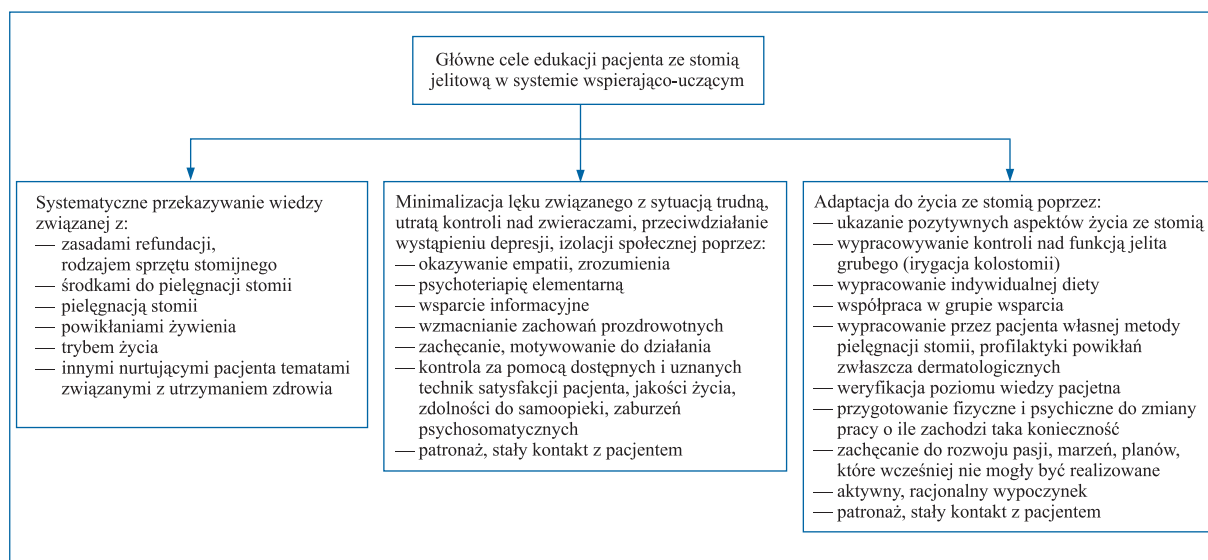 Główne cele edukacji pacjenta ze stomią
jelitową w systemie wspierająco-uczącym
Systematyczne przekazywanie wiedzy
związanej z:
— zasadami refundacji,
rodzajem sprzętu stomijnego
— środkami do pielęgnacji stomii
— pielęgnacją stomii
— powikłaniami żywienia
— trybem życia
— innymi nurtującymi pacjenta tematami
związanymi z utrzymaniem zdrowia
Minimalizacja lęku związanego z sytuacją trudną,
utratą kontroli nad zwieraczami, przeciwdziałanie
wystąpieniu depresji, izolacji społecznej poprzez:
— okazywanie empatii, zrozumienia
— psychoteriapię elementarną
— wsparcie informacyjne
— wzmacnianie zachowań prozdrowotnych
— zachęcanie, motywowanie do działania
— kontrola za pomocą dostępnych i uznanych
technik satysfakcji pacjenta, jakości życia,
zdolności do samoopieki, zaburzeń
psychosomatycznych
— patronaż, stały kontakt z pacjentem
Adaptacja do życia ze stomią poprzez:
— ukazanie pozytywnych aspektów życia ze stomią
— wypracowywanie kontroli nad funkcją jelita
grubego (irygacja kolostomii)
— wypracowanie indywidualnej diety
— współpraca w grupie wsparcia
— wypracowanie przez pacjenta własnej metody
pielęgnacji stomii, profilaktyki powikłań
zwłaszcza dermatologicznych
— weryfikacja poziomu wiedzy pacjetna
— przygotowanie fizyczne i psychiczne do zmiany
pracy o ile zachodzi taka konieczność
— zachęcanie do rozwoju pasji, marzeń, planów,
które wcześniej nie mogły być realizowane
— aktywny, racjonalny wypoczynek
— patronaż, stały kontakt z pacjentem